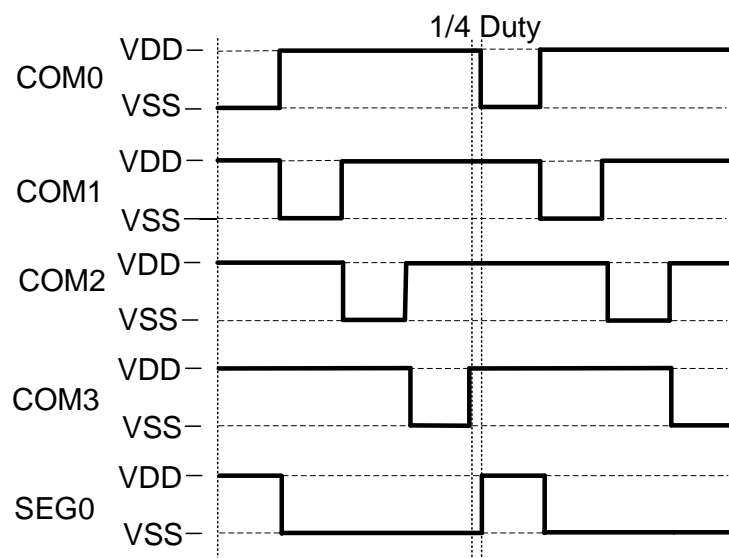 1/4 Duty
VDD
COM0
VSS
VDD
COM1
VSS
VDD
COM2
VSS
VDD
COM3
VSS
VDD
SEG0
VSS